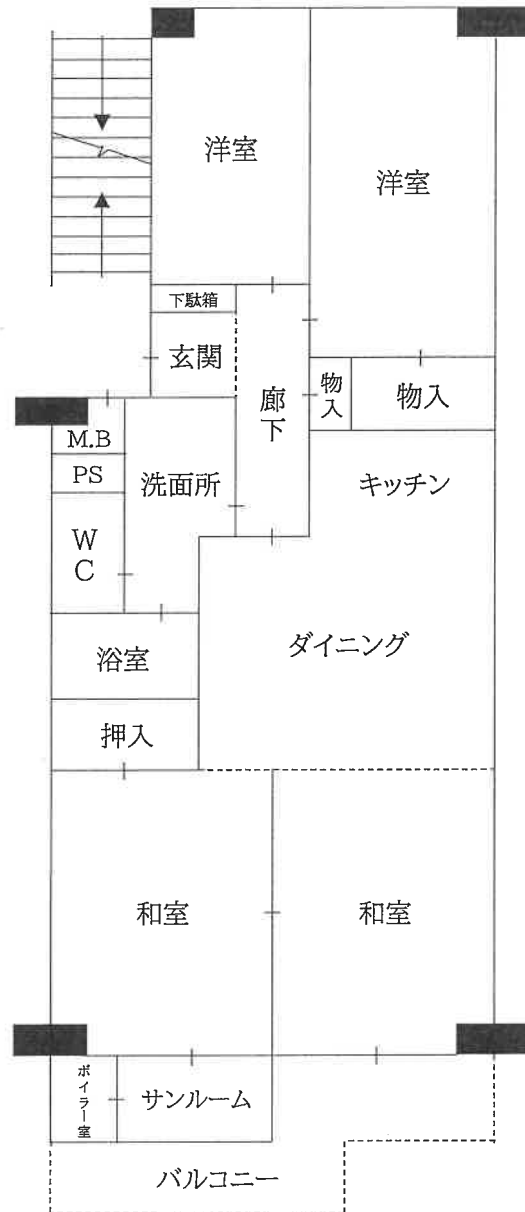 洋室
洋室
下駄箱
玄関
廊下
物入
物入
M.B
PS
洗面所
キッチン
WC
ダイニング
浴室
押入
和室
和室
ボイラー室
サンルーム
バルコニー